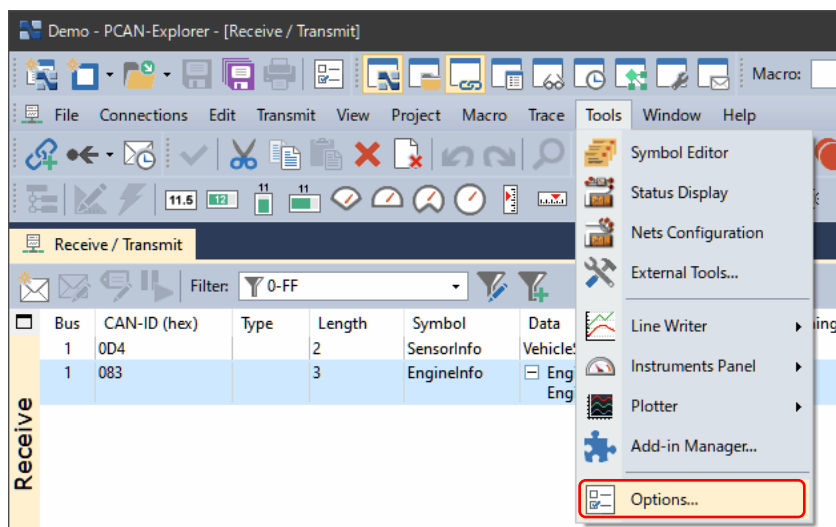 Demo - PCAN-Explorer - [Receive / Transmit]
Macro:
File Connections Edit Transmit View Project Macro Trace Tools Window Help
Symbol Editor
11.5 12 11 11
Status Display
Receive / Transmit
Nets Configuration
Filter: 0-FF
External Tools...
Bus CAN-ID (hex) Type Length Symbol Data
Line Writer
1 0D4 2 SensorInfo
1 083 3 EngineInfo
Instruments Panel
Plotter
Receive
Add-in Manager...
Options...